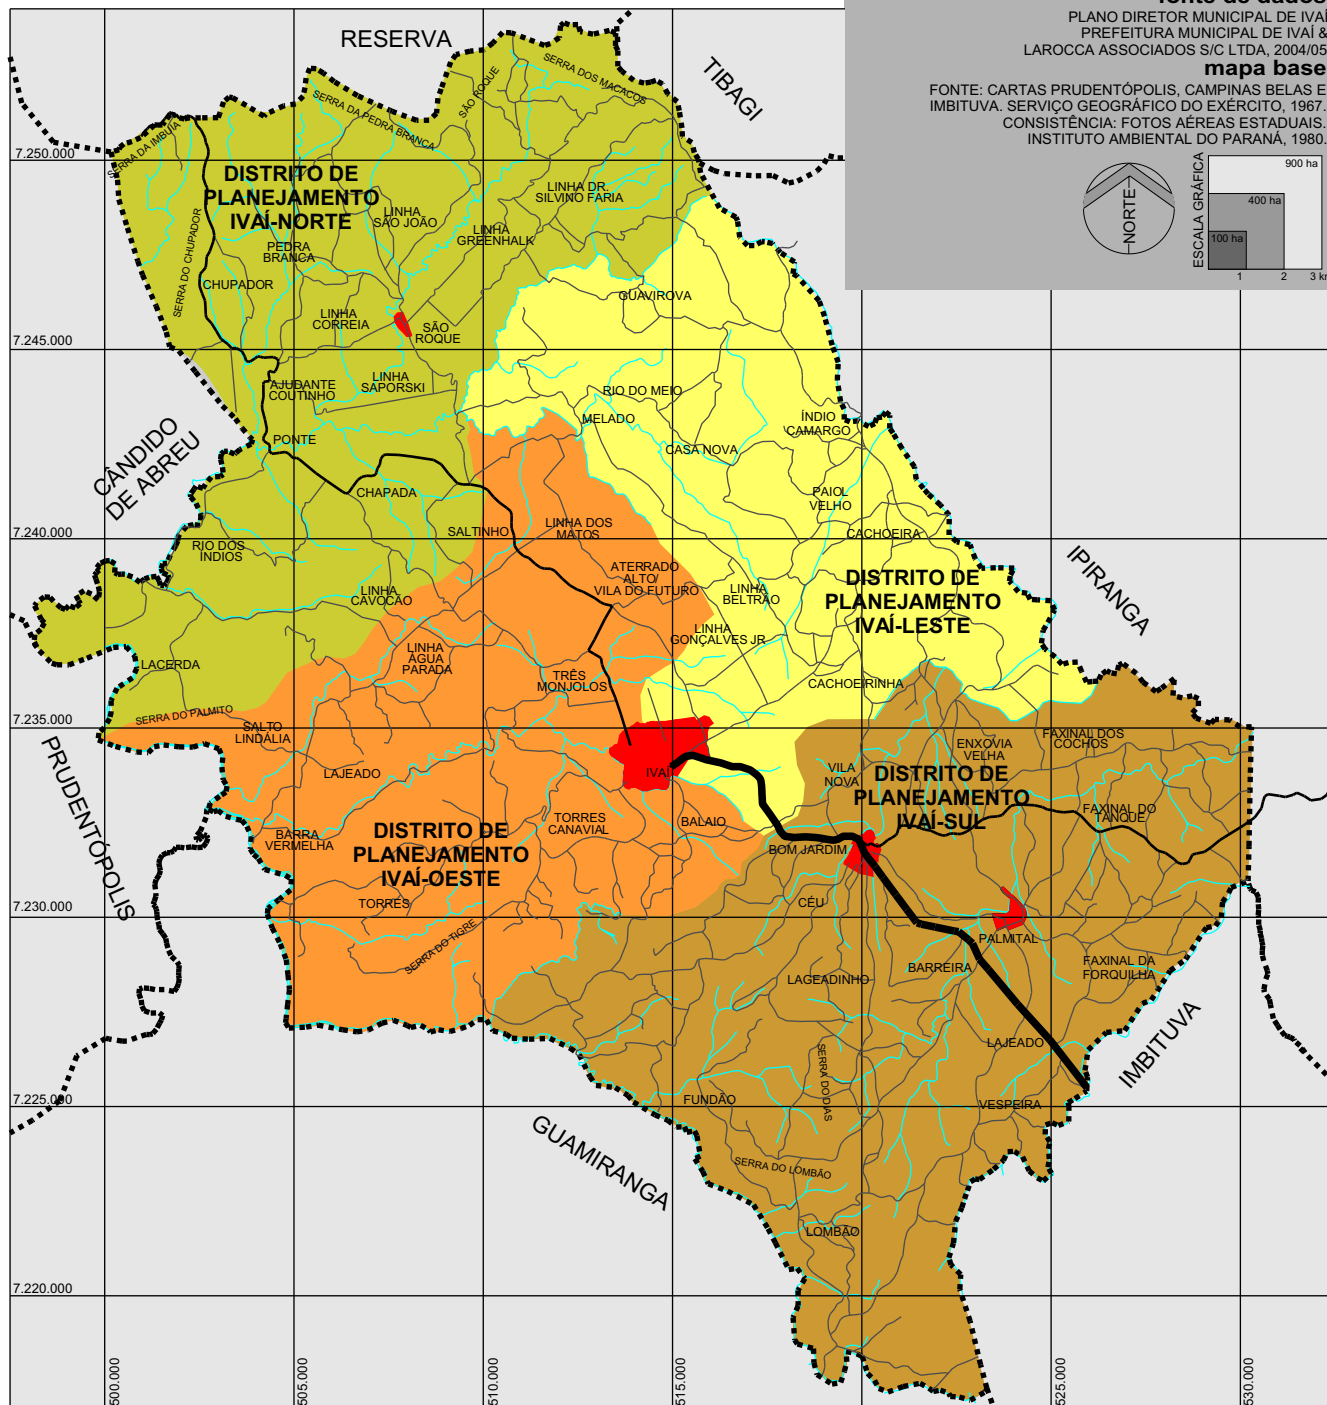 fonte de dados
PLANO DIRETOR MUNICIPAL DE IVAÍ
PREFEITURA MUNICIPAL DE IVAÍ &
LAROCCA ASSOCIADOS S/C LTDA, 2004/05
mapa base
FONTE: CARTAS PRUDENTÓPOLIS, CAMPINAS BELAS E
IMBITUVA. SERVIÇO GEOGRÁFICO DO EXÉRCITO, 1967.
CONSISTÊNCIA: FOTOS AÉREAS ESTADUAIS.
INSTITUTO AMBIENTAL DO PARANÁ, 1980.
NORTE
ESCALA GRÁFICA
900 ha
400 ha
100 ha
1
2
3 km
RESERVA
TIBAGI
SERRA DOS MACACOS
SÃO ROQUE
SERRA DA PEDRA BRANCA
SERRA DA IMBUIA
7.250.000
DISTRITO DE
PLANEJAMENTO
IVAÍ-NORTE
LINHA DR.
SILVINO FARIA
LINHA
SÃO JOÃO
LINHA
GREENHALK
PEDRA
BRANCA
SERRA DO CHUPADOR
CHUPADOR
GUAVIROVA
LINHA
CORREIA
SÃO
ROQUE
7.245.000
AJUDANTE
COUTINHO
LINHA
SAPORSKI
RIO DO MEIO
MELADO
ÍNDIO
CAMARGO
CÂNDIDO
DE ABREU
PONTE
CASA NOVA
CHAPADA
PAIOL
VELHO
7.240.000
SALTINHO
LINHA DOS
MATOS
CACHOEIRA
RIO DOS
ÍNDIOS
IPIRANGA
ATERRADO
ALTO/
VILA DO FUTURO
DISTRITO DE
PLANEJAMENTO
IVAÍ-LESTE
LINHA
CAVOCÃO
LINHA
BELTRÃO
LINHA
GONÇALVES JR.
LINHA
ÁGUA
PARADA
LACERDA
TRÊS
MONJOLOS
CACHOEIRINHA
7.235.000
SERRA DO PALMITO
SALTO
LINDÁLIA
PRUDENTÓPOLIS
LAJEADO
IVAÍ
ENXOVIA
VELHA
FAXINAL DOS
COCHOS
VILA
NOVA
DISTRITO DE
PLANEJAMENTO
IVAÍ-SUL
FAXINAL DO
TANQUE
BARRA
VERMELHA
DISTRITO DE
PLANEJAMENTO
IVAÍ-OESTE
TORRES
CANAVIAL
BALAIO
BOM JARDIM
7.230.000
TORRES
CÉU
SERRA DO TIGRE
PALMITAL
LAGEADINHO
BARREIRA
FAXINAL DA
FORQUILHA
LAJEADO
IMBITUVA
SERRA DO DIAS
7.225.000
FUNDÃO
VESPEIRA
GUAMIRANGA
SERRA DO LOMBÃO
LOMBÃO
7.220.000
500.000
505.000
510.000
515.000
525.000
530.000